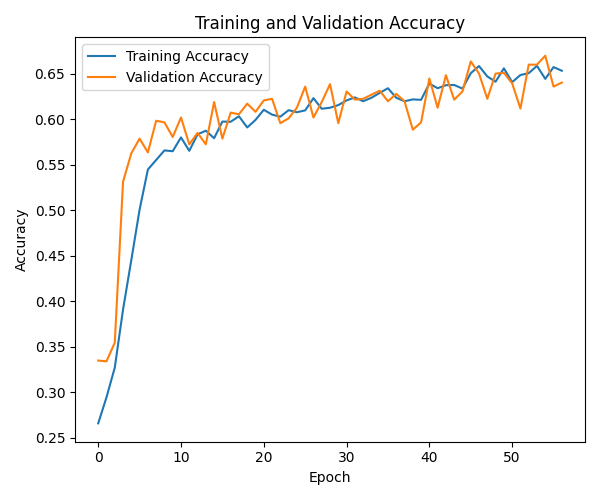 Training and Validation Accuracy
Training Accuracy
Validation Accuracy
Accuracy
0.65
0.60
0.55
0.50
0.45
0.40
0.35
0.30
0.25
0 10 20 30 40 50
Epoch